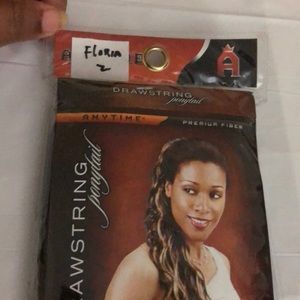 FLORIA
2
A
DRAWSTRING
ponytail
ANYTIME
PREMIUM FIBER
DRAWSTRING ponytail